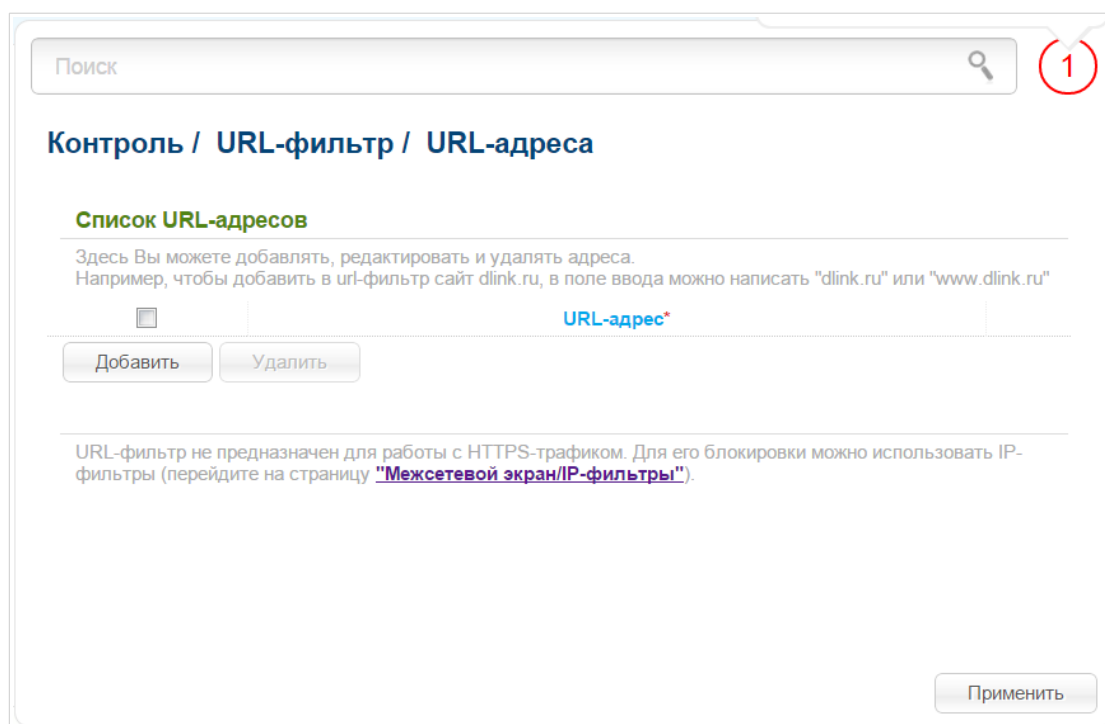 Поиск
1
Контроль / URL-фильтр / URL-адреса
Список URL-адресов
Здесь Вы можете добавлять, редактировать и удалять адреса.
Например, чтобы добавить в url-фильтр сайт dlink.ru, в поле ввода можно написать "dlink.ru" или "www.dlink.ru"
URL-адрес*
Добавить Удалить
URL-фильтр не предназначен для работы с HTTPS-трафиком. Для его блокировки можно использовать IP-
фильтры (перейдите на страницу "Межсетевой экран/IP-фильтры").
Применить